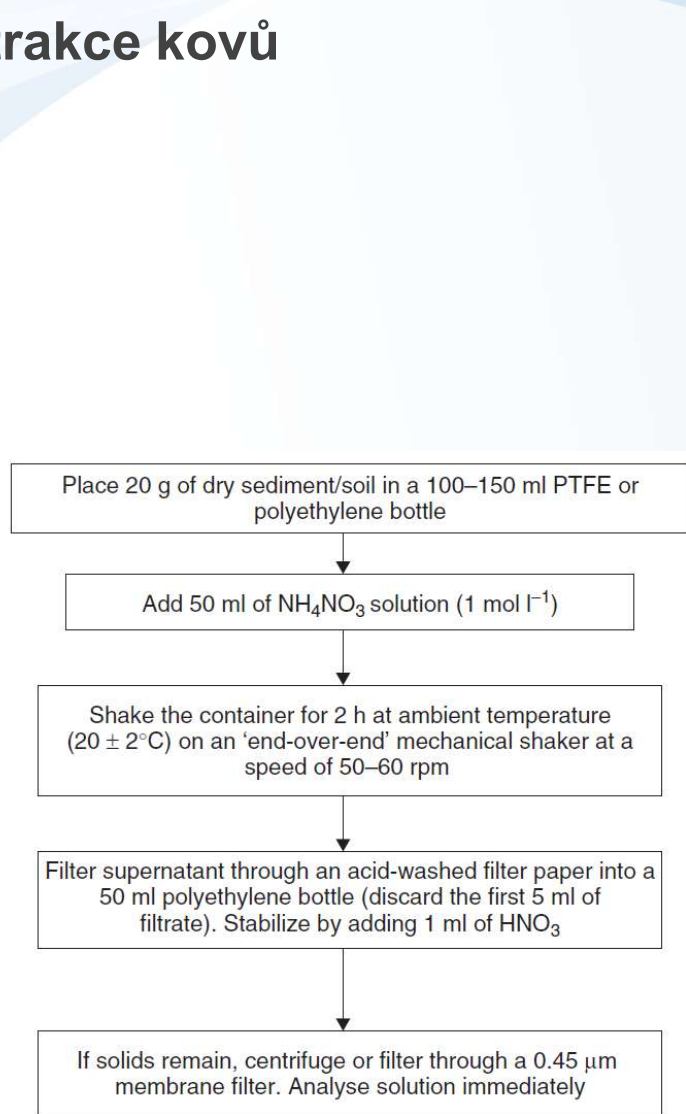 trakce kovů
Place 20 g of dry sediment/soil in a 100–150 ml PTFE or
polyethylene bottle
Add 50 ml of NH₄NO₃ solution (1 mol l⁻¹)
Shake the container for 2 h at ambient temperature
(20 ± 2°C) on an ‘end-over-end’ mechanical shaker at a
speed of 50–60 rpm
Filter supernatant through an acid-washed filter paper into a
50 ml polyethylene bottle (discard the first 5 ml of
filtrate). Stabilize by adding 1 ml of HNO₃
If solids remain, centrifuge or filter through a 0.45 μm
membrane filter. Analyse solution immediately